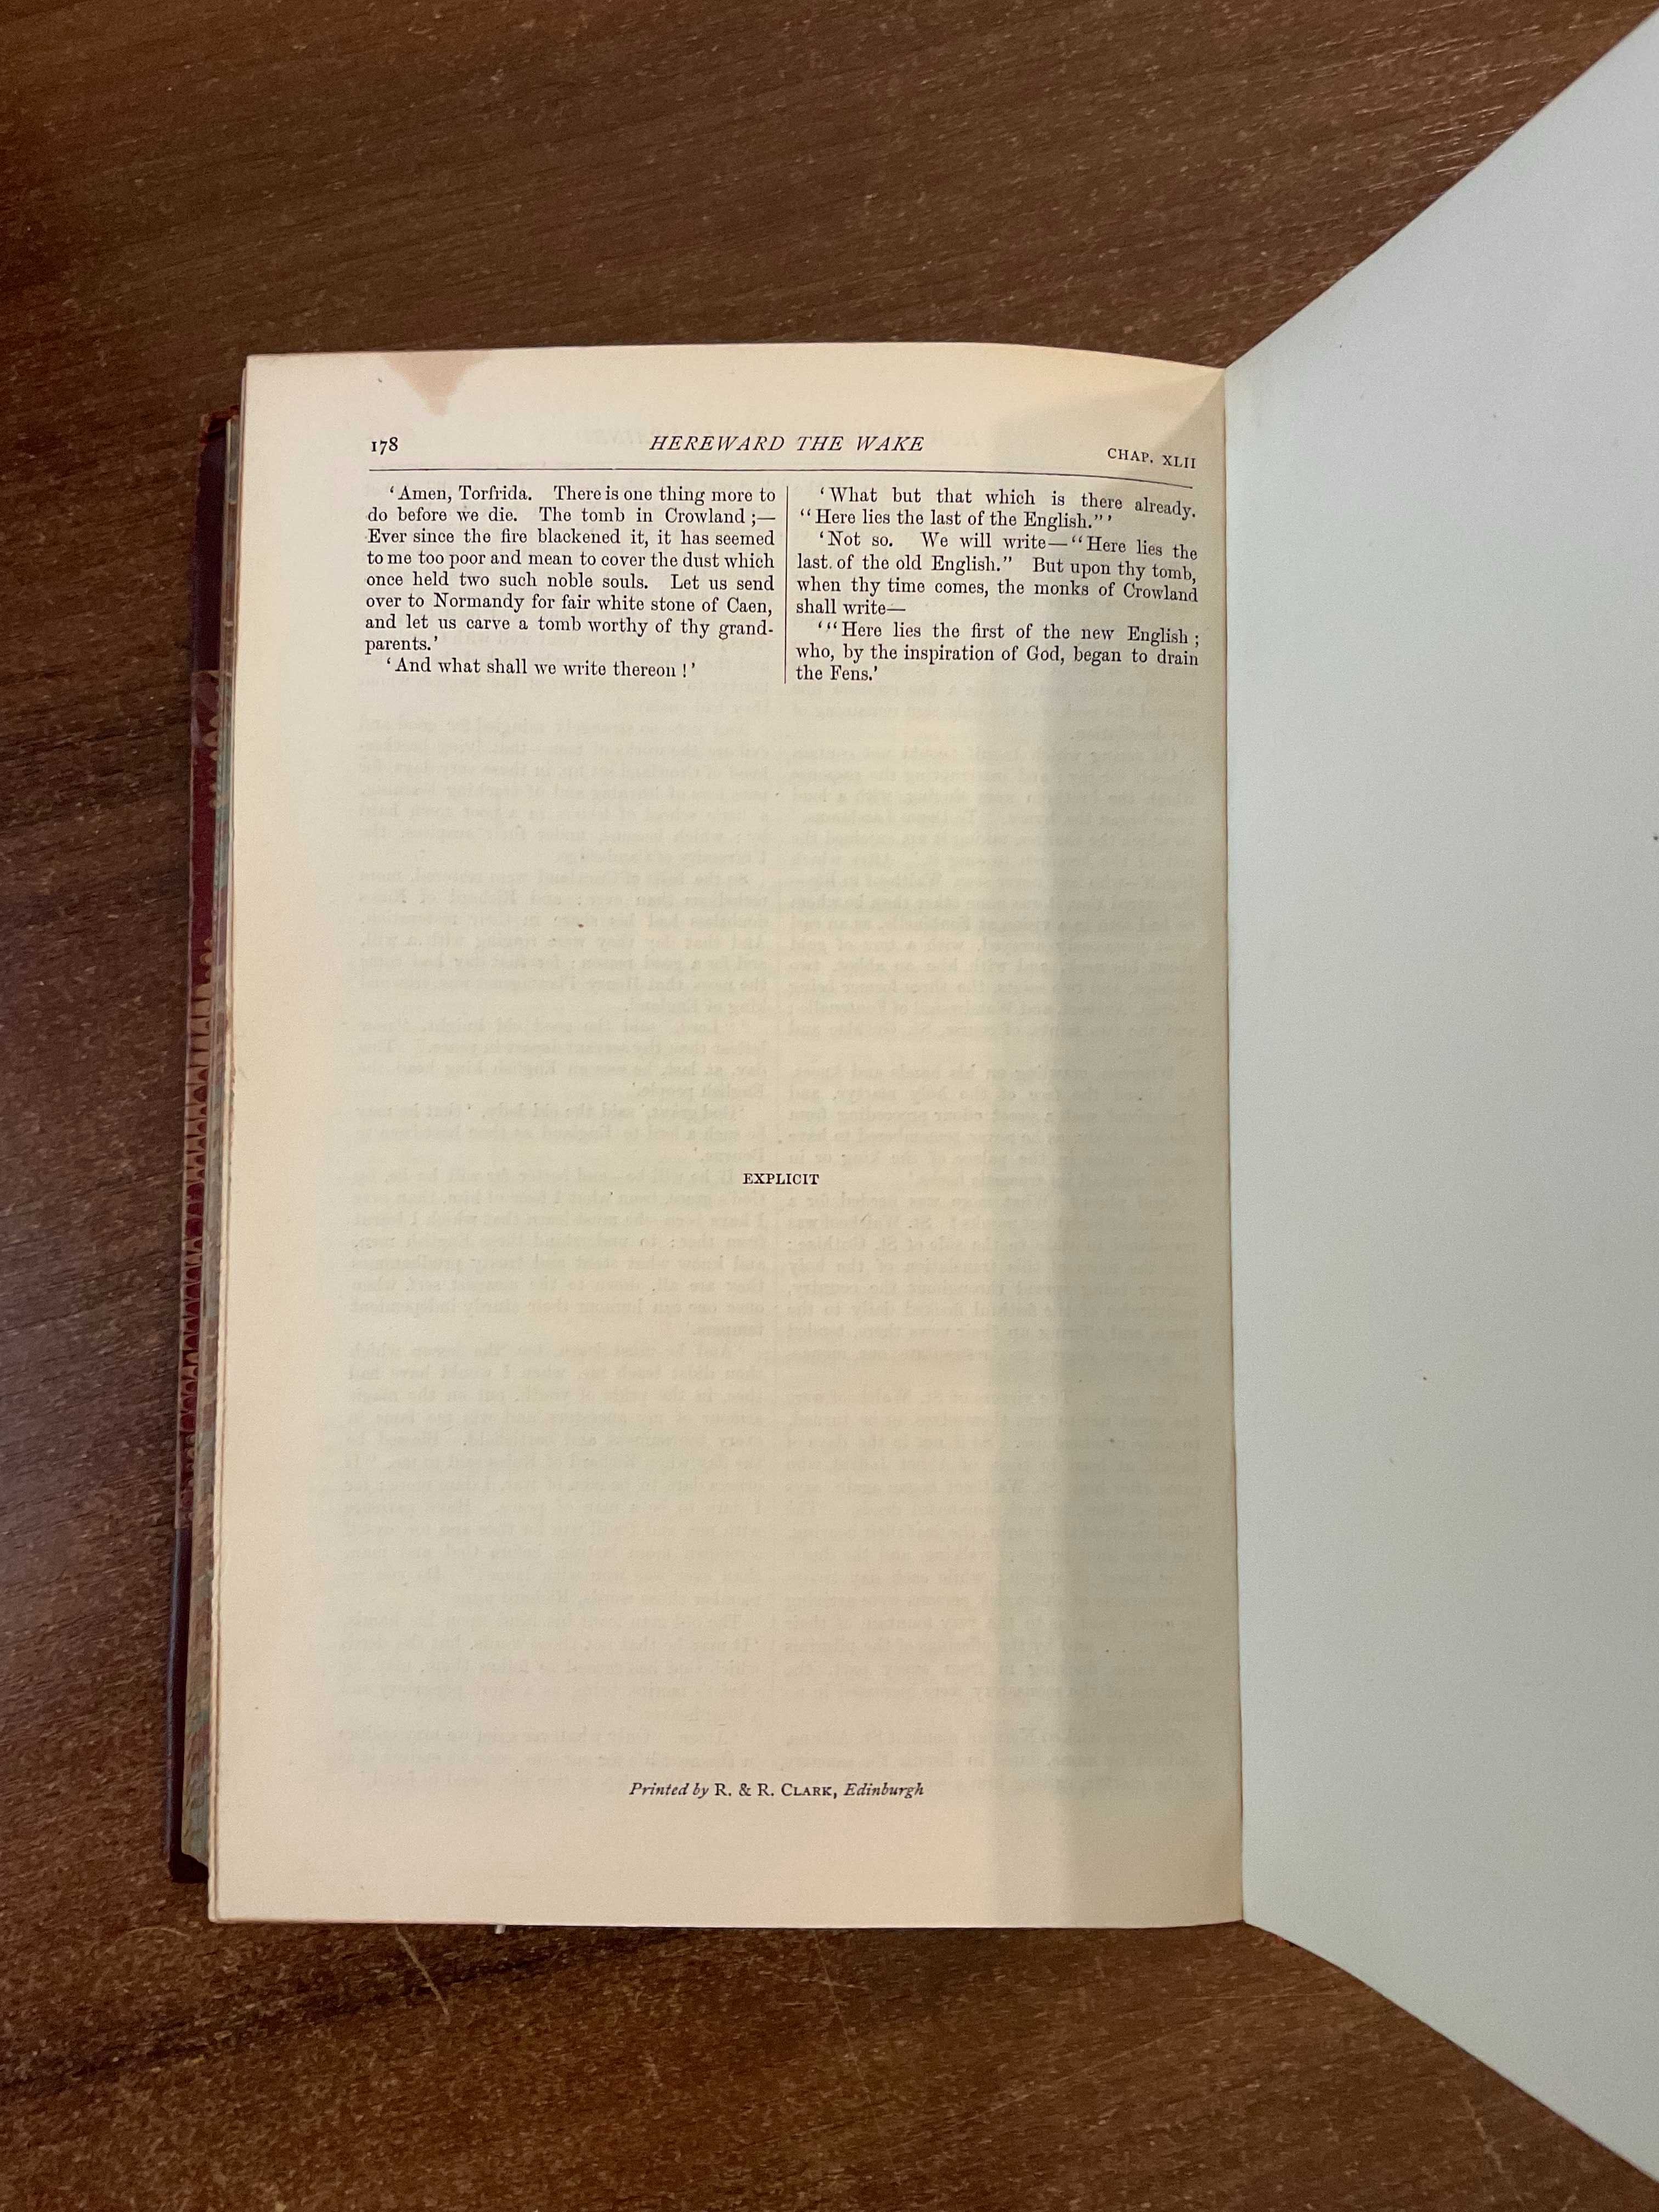 178
HEREWARD THE WAKE
CHAP. XLII
‘Amen, Torfrida. There is one thing more to
do before we die. The tomb in Crowland ;—
Ever since the fire blackened it, it has seemed
to me too poor and mean to cover the dust which
once held two such noble souls. Let us send
over to Normandy for fair white stone of Caen,
and let us carve a tomb worthy of thy grand-
parents.’
‘And what shall we write thereon !’
‘What but that which is there already.
“Here lies the last of the English.”’
‘Not so. We will write—“Here lies the
last of the old English.” But upon thy tomb,
when thy time comes, the monks of Crowland
shall write—
‘“Here lies the first of the new English ;
who, by the inspiration of God, began to drain
the Fens.’
EXPLICIT
Printed by R. & R. CLARK, Edinburgh